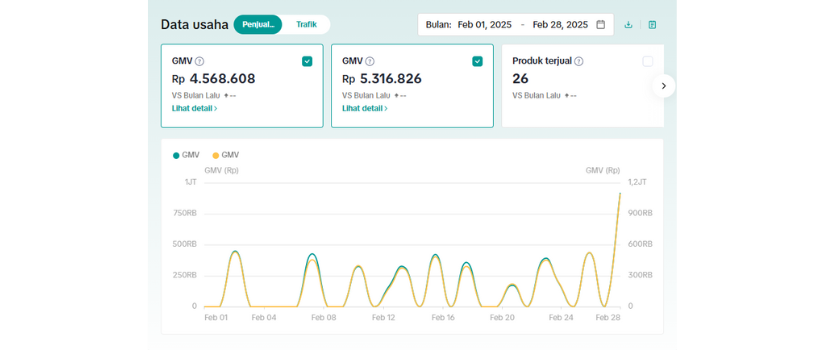 Data usaha Penjual... Trafik
Bulan: Feb 01, 2025 - Feb 28, 2025
GMV
Rp 4.568.608
VS Bulan Lalu --
Lihat detail >
GMV
Rp 5.316.826
VS Bulan Lalu --
Lihat detail >
Produk terjual
26
VS Bulan Lalu --
GMV GMV
GMV (Rp) GMV (Rp)
1JT 1,2JT
750RB 900RB
500RB 600RB
250RB 300RB
0 0
Feb 01 Feb 04 Feb 08 Feb 12 Feb 16 Feb 20 Feb 24 Feb 28